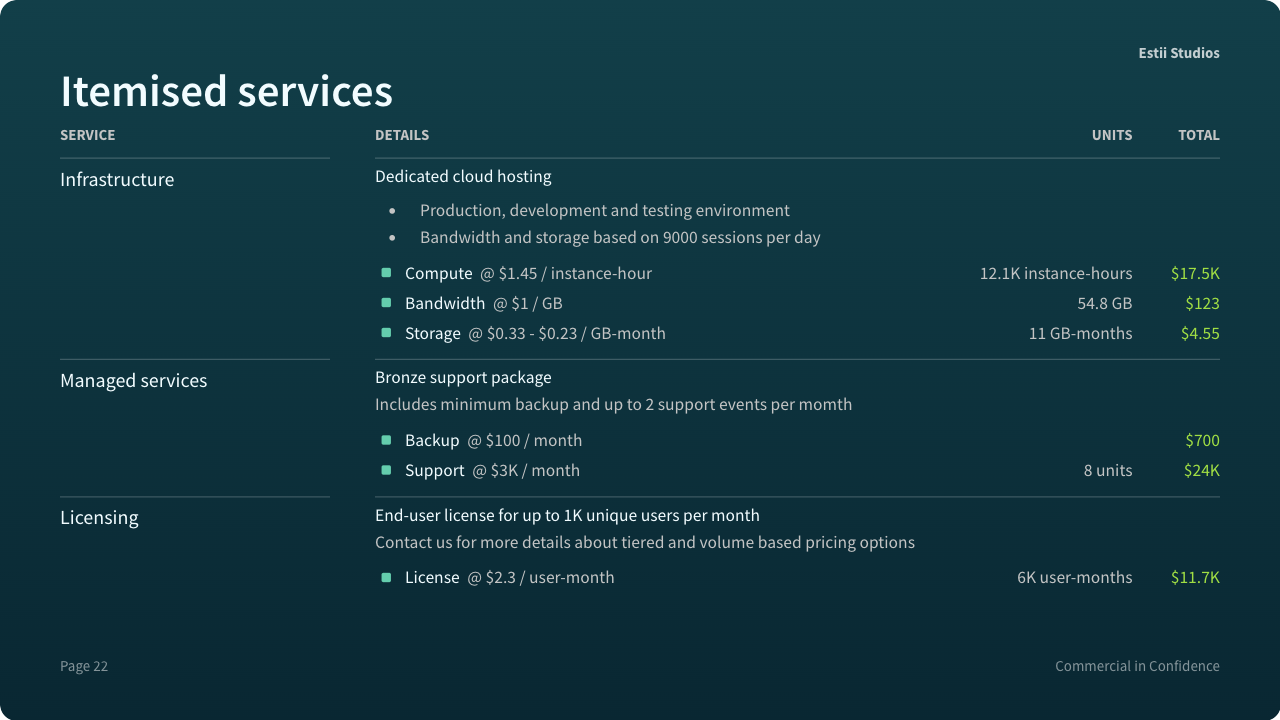 Estii Studios
Itemised services
SERVICE DETAILS UNITS TOTAL
Infrastructure Dedicated cloud hosting
• Production, development and testing environment
• Bandwidth and storage based on 9000 sessions per day
Compute @ $1.45 / instance-hour 12.1K instance-hours $17.5K
Bandwidth @ $1 / GB 54.8 GB $123
Storage @ $0.33 - $0.23 / GB-month 11 GB-months $4.55
Managed services Bronze support package
Includes minimum backup and up to 2 support events per momth
Backup @ $100 / month $700
Support @ $3K / month 8 units $24K
Licensing End-user license for up to 1K unique users per month
Contact us for more details about tiered and volume based pricing options
License @ $2.3 / user-month 6K user-months $11.7K
Page 22 Commercial in Confidence